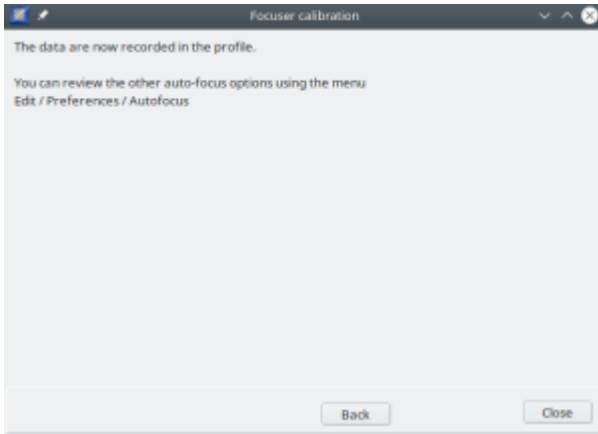 Focuser calibration
The data are now recorded in the profile.
You can review the other auto-focus options using the menu
Edit / Preferences / Autofocus
Back
Close